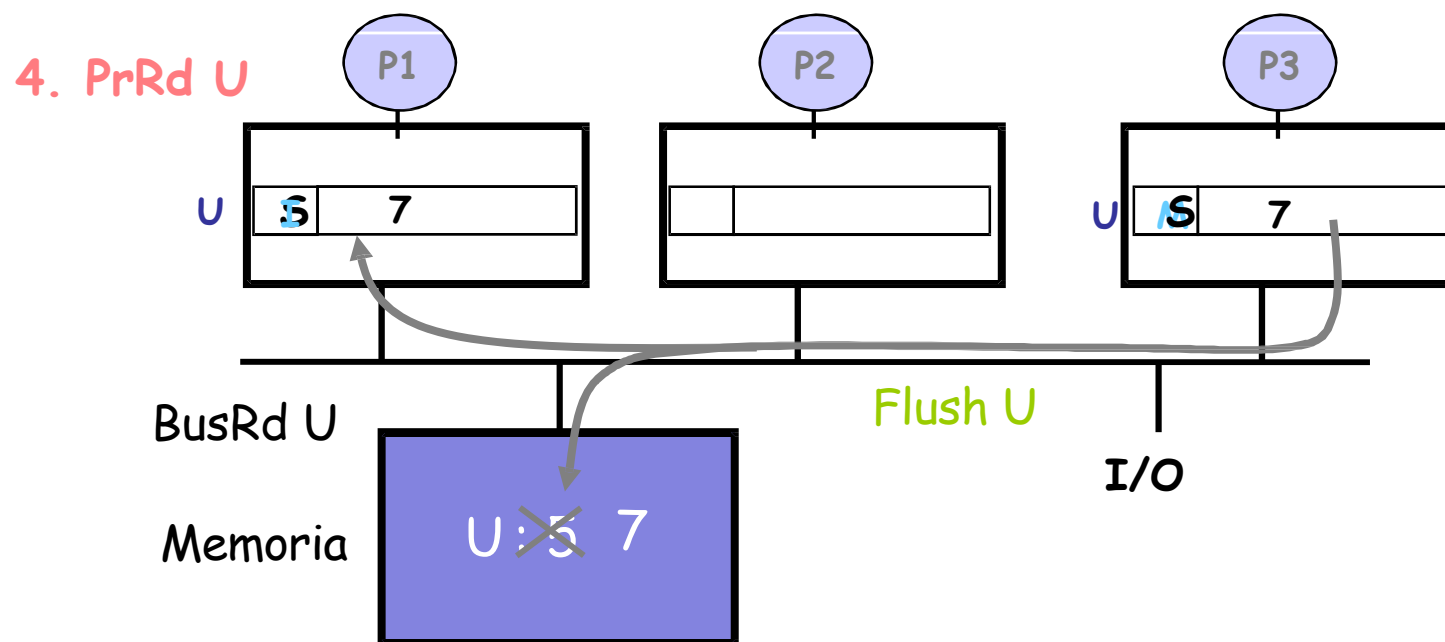 4. PrRd U
P1
P2
P3
U
I S
7
U
M S
7
BusRd U
Flush U
I/O
Memoria
U : 5 7